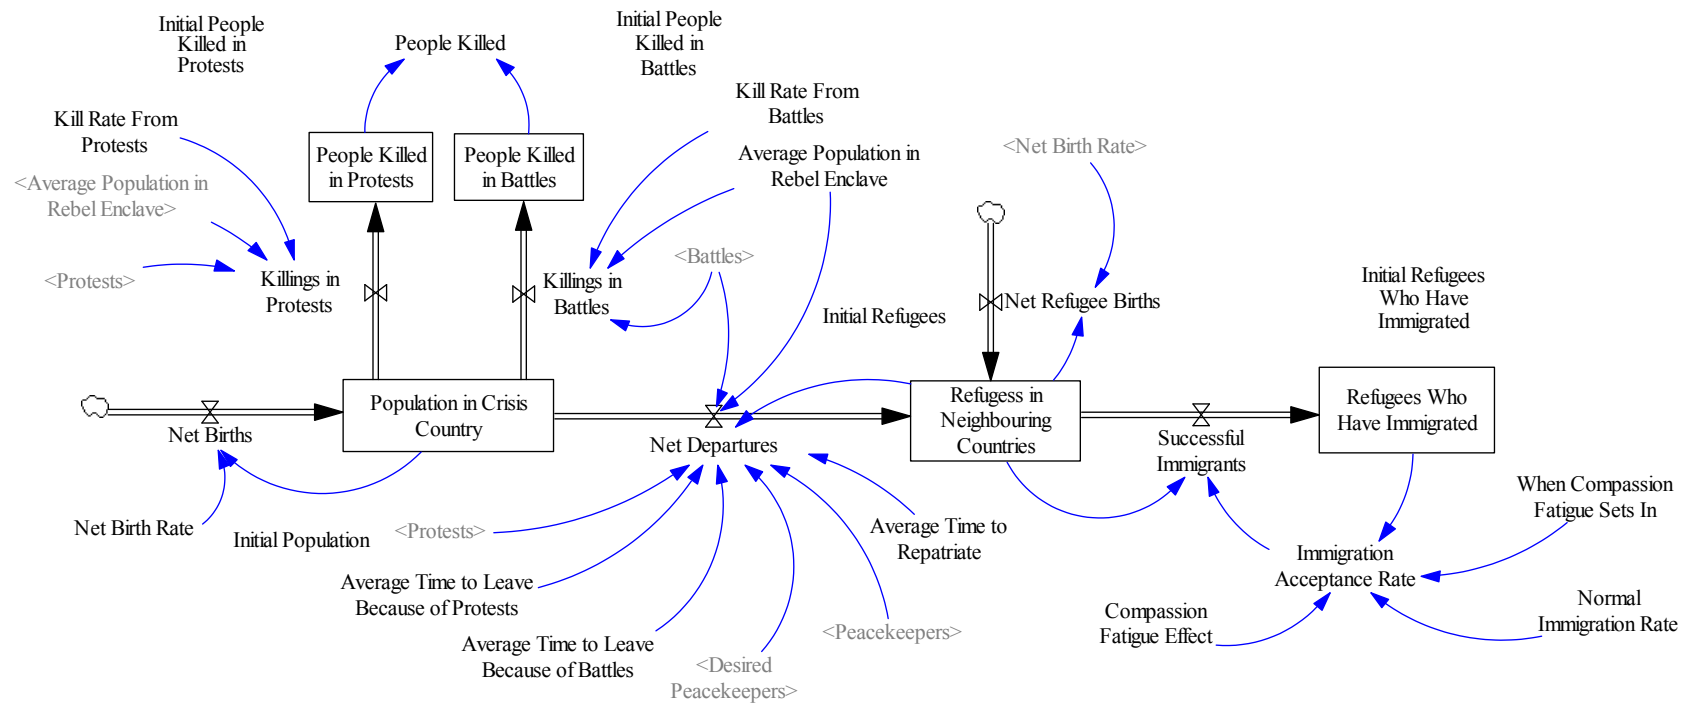 Initial People
Killed in
Protests
People Killed
Initial People
Killed in
Battles
Kill Rate From
Protests
Kill Rate From
Battles
<Average Population in
Rebel Enclave>
People Killed
in Protests
People Killed
in Battles
Average Population in
Rebel Enclave
<Net Birth Rate>
<Protests>
Killings in
Protests
Killings in
Battles
<Battles>
Initial Refugees
Net Refugee Births
Initial Refugees
Who Have
Immigrated
Net Births
Population in Crisis
Country
Net Departures
Refugess in
Neighbouring
Countries
Successful
Immigrants
Refugees Who
Have Immigrated
Net Birth Rate
Initial Population
<Protests>
Average Time to
Repatriate
When Compassion
Fatigue Sets In
Average Time to Leave
Because of Protests
Immigration
Acceptance Rate
Average Time to Leave
Because of Battles
<Desired
Peacekeepers>
<Peacekeepers>
Compassion
Fatigue Effect
Normal
Immigration Rate